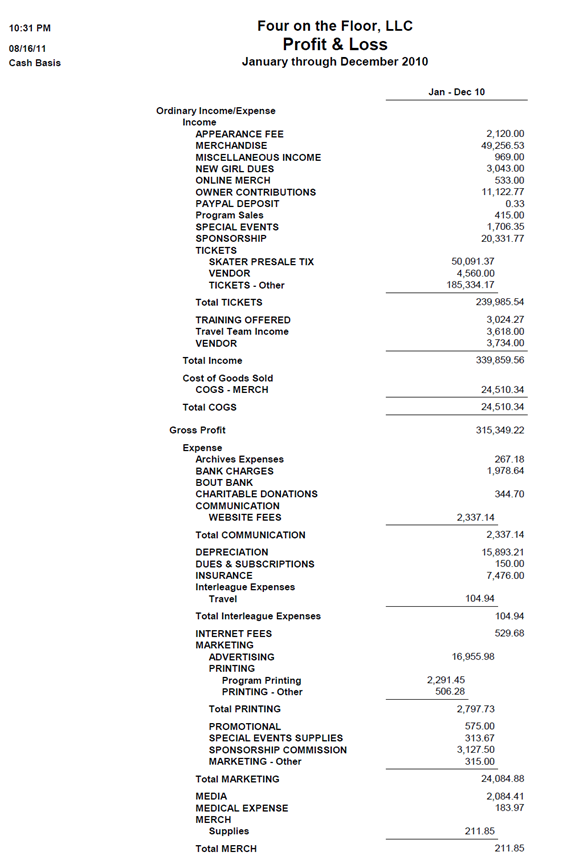 10:31 PM
08/16/11
Cash Basis
Four on the Floor, LLC
Profit & Loss
January through December 2010
Jan - Dec 10
Ordinary Income/Expense
Income
APPEARANCE FEE 2,120.00
MERCHANDISE 49,256.53
MISCELLANEOUS INCOME 969.00
NEW GIRL DUES 3,043.00
ONLINE MERCH 533.00
OWNER CONTRIBUTIONS 11,122.77
PAYPAL DEPOSIT 0.33
Program Sales 415.00
SPECIAL EVENTS 1,706.35
SPONSORSHIP 20,331.77
TICKETS
SKATER PRESALE TIX 50,091.37
VENDOR 4,560.00
TICKETS - Other 185,334.17
Total TICKETS 239,985.54
TRAINING OFFERED 3,024.27
Travel Team Income 3,618.00
VENDOR 3,734.00
Total Income 339,859.56
Cost of Goods Sold
COGS - MERCH 24,510.34
Total COGS 24,510.34
Gross Profit 315,349.22
Expense
Archives Expenses 267.18
BANK CHARGES 1,978.64
BOUT BANK
CHARITABLE DONATIONS 344.70
COMMUNICATION
WEBSITE FEES 2,337.14
Total COMMUNICATION 2,337.14
DEPRECIATION 15,893.21
DUES & SUBSCRIPTIONS 150.00
INSURANCE 7,476.00
Interleague Expenses
Travel 104.94
Total Interleague Expenses 104.94
INTERNET FEES 529.68
MARKETING
ADVERTISING 16,955.98
PRINTING
Program Printing 2,291.45
PRINTING - Other 506.28
Total PRINTING 2,797.73
PROMOTIONAL 575.00
SPECIAL EVENTS SUPPLIES 313.67
SPONSORSHIP COMMISSION 3,127.50
MARKETING - Other 315.00
Total MARKETING 24,084.88
MEDIA 2,084.41
MEDICAL EXPENSE 183.97
MERCH
Supplies 211.85
Total MERCH 211.85